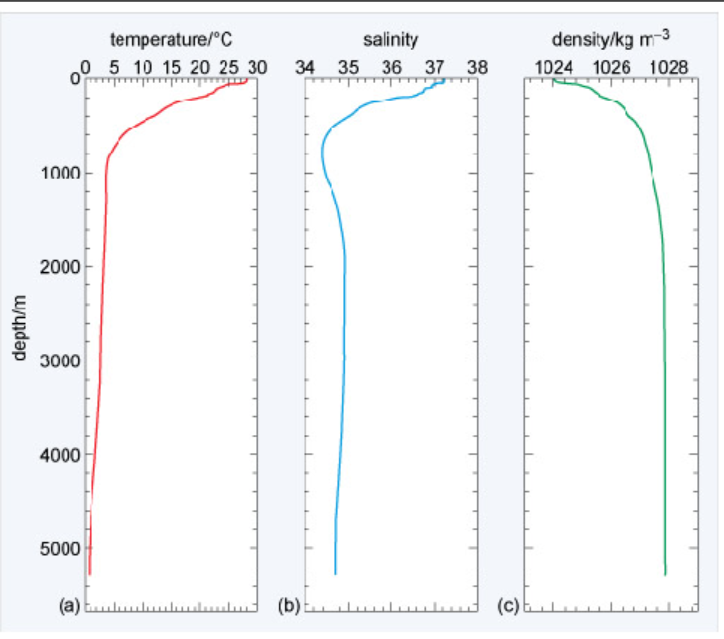 temperature/°C
0 5 10 15 20 25 30
salinity
34 35 36 37 38
density/kg m⁻³
1024 1026 1028
depth/m
0
1000
2000
3000
4000
5000
(a)
(b)
(c)